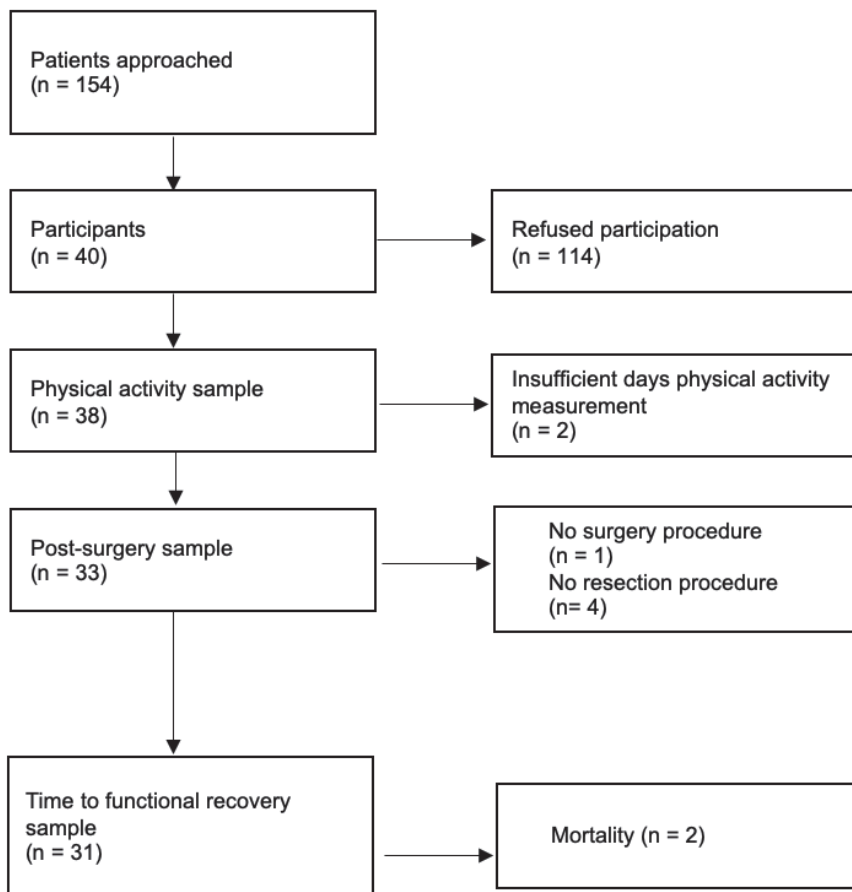 Patients approached
(n = 154)
Participants
(n = 40)
Refused participation
(n = 114)
Physical activity sample
(n = 38)
Insufficient days physical activity
measurement
(n = 2)
Post-surgery sample
(n = 33)
No surgery procedure
(n = 1)
No resection procedure
(n= 4)
Time to functional recovery
sample
(n = 31)
Mortality (n = 2)